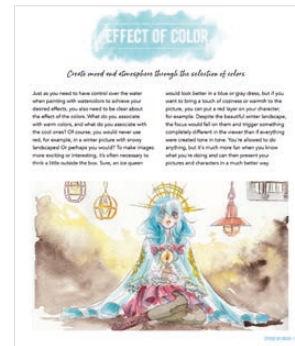 EFFECT OF COLOR
Create mood and atmosphere through the selection of colors
Just as you need to have control over the water
when painting with watercolors to achieve your
desired effects, you also need to be clear about
the effect of the colors. What do you associate
with warm colors, and what do you associate with
the cool ones? Of course, you would never use
red, for example, in a winter picture with snowy
landscapes! Or perhaps you would? To make images
more exciting or interesting, it's often necessary to
think a little outside the box. Sure, an ice queen
would look better in a blue or gray dress, but if you
want to bring a touch of coziness or warmth to the
picture, you can put a red layer on your character,
for example. Despite the beautiful winter landscape,
the focus would fall on them and trigger something
completely different in the viewer than if everything
were created tone in tone. You're allowed to do
anything, but it's much more fun when you know
what you're doing and can then present your
pictures and characters in a much better way.